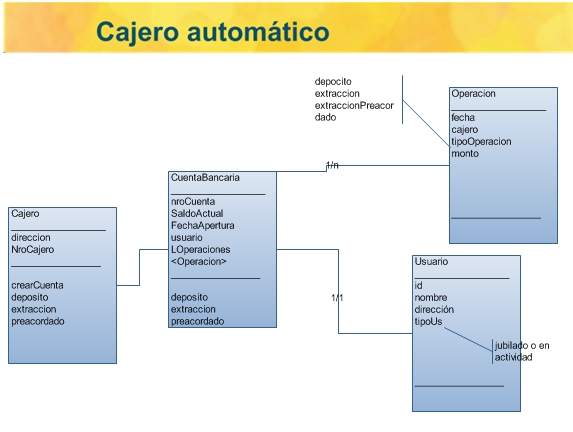 Cajero automático
depocito
extraccion
extraccionPreacor
dado
Operacion
fecha
cajero
tipoOperacion
monto
1/n
CuentaBancaria
nroCuenta
SaldoActual
FechaApertura
usuario
LOperaciones
<Operacion>
deposito
extraccion
preacordado
Cajero
direccion
NroCajero
crearCuenta
deposito
extraccion
preacordado
1/1
Usuario
id
nombre
dirección
tipoUs
jubilado o en
actividad